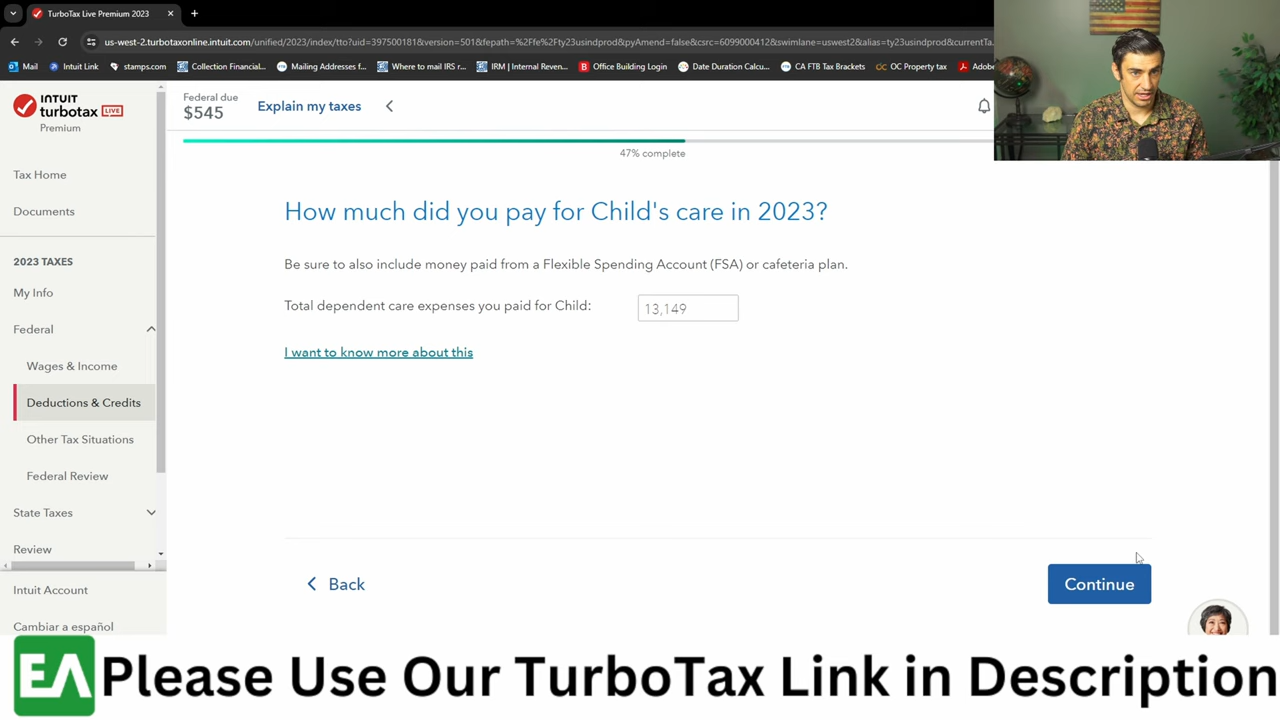 TurboTax Live Premium 2023
us-west-2.turbotaxonline.intuit.com/unified/2023/index/tto?uid=397500181&version=501&fepath=%2Ffe%2Fty23usindprod&pyAmend=false&csrc=6099000412&swimlane=uswest2&alias=ty23usindprod&currentTa...
Mail
Intuit Link
stamps.com
Collection Financial...
Mailing Addresses f...
Where to mail IRS r...
IRM | Internal Reven...
Office Building Login
Date Duration Calcu...
CA FTB Tax Brackets
OC Property tax
Adob
INTUIT
turbotax LIVE
Premium
Federal due
$545
Explain my taxes
47% complete
Tax Home
Documents
2023 TAXES
My Info
Federal
Wages & Income
Deductions & Credits
Other Tax Situations
Federal Review
State Taxes
Review
Intuit Account
Cambiar a español
How much did you pay for Child's care in 2023?
Be sure to also include money paid from a Flexible Spending Account (FSA) or cafeteria plan.
Total dependent care expenses you paid for Child: 13,149
I want to know more about this
Back
Continue
EA Please Use Our TurboTax Link in Description